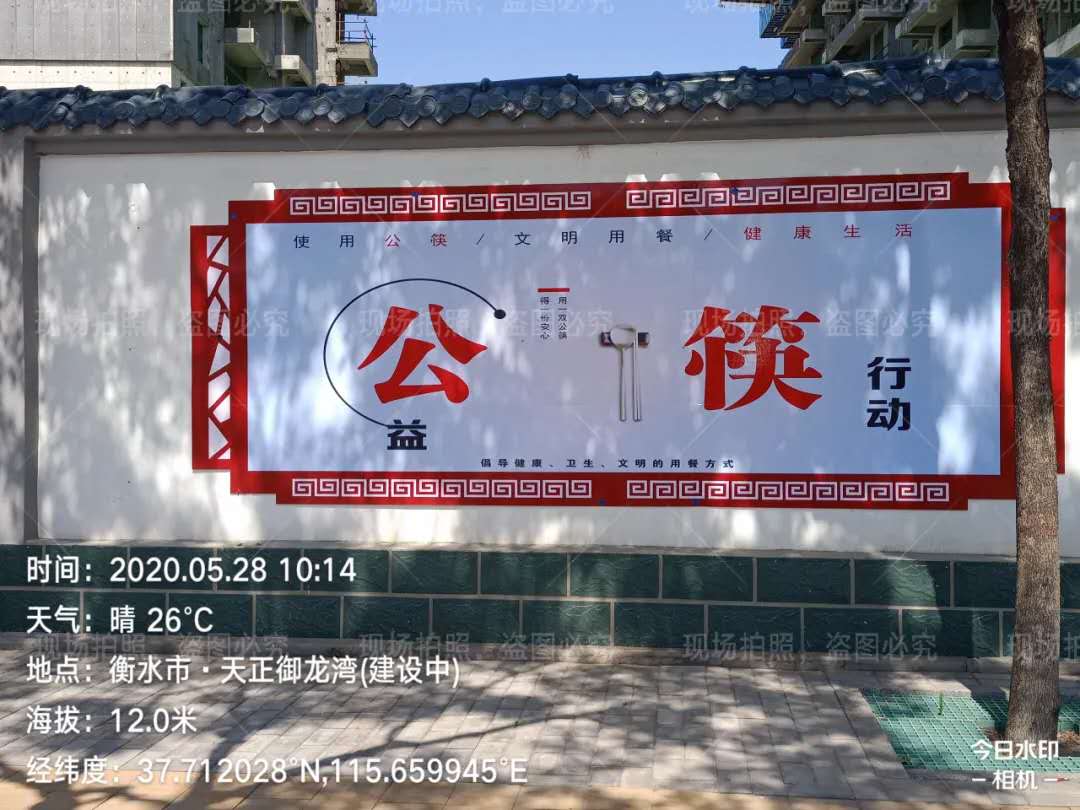 使用公筷/文明用餐/健康生活
用一双公筷
得一份安心
公筷
益
行动
倡导健康、卫生、文明的用餐方式
时间：2020.05.28 10:14
天气：晴 26℃
地点：衡水市·天正御龙湾(建设中)
海拔：12.0米
经纬度：37.712028°N,115.659945°E
今日水印
相机
现场拍照 盗图必究